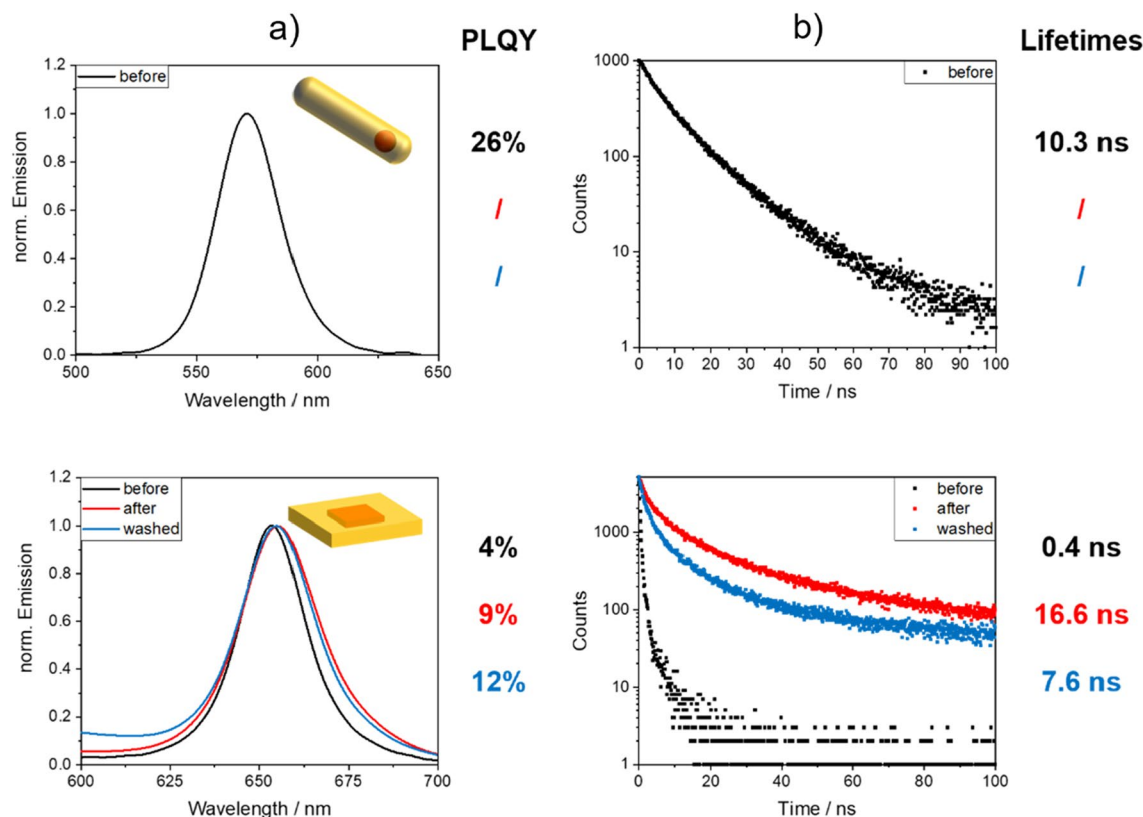 a)
PLQY
b)
Lifetimes
before
norm. Emission
1.2
1.0
0.8
0.6
0.4
0.2
0.0
500
550
600
650
Wavelength / nm
26%
/
/
before
Counts
1000
100
10
1
0
10
20
30
40
50
60
70
80
90
100
Time / ns
10.3 ns
/
/
before
after
washed
norm. Emission
1.2
1.0
0.8
0.6
0.4
0.2
0.0
600
625
650
675
700
Wavelength / nm
4%
9%
12%
before
after
washed
Counts
1000
100
10
1
0
20
40
60
80
100
Time / ns
0.4 ns
16.6 ns
7.6 ns